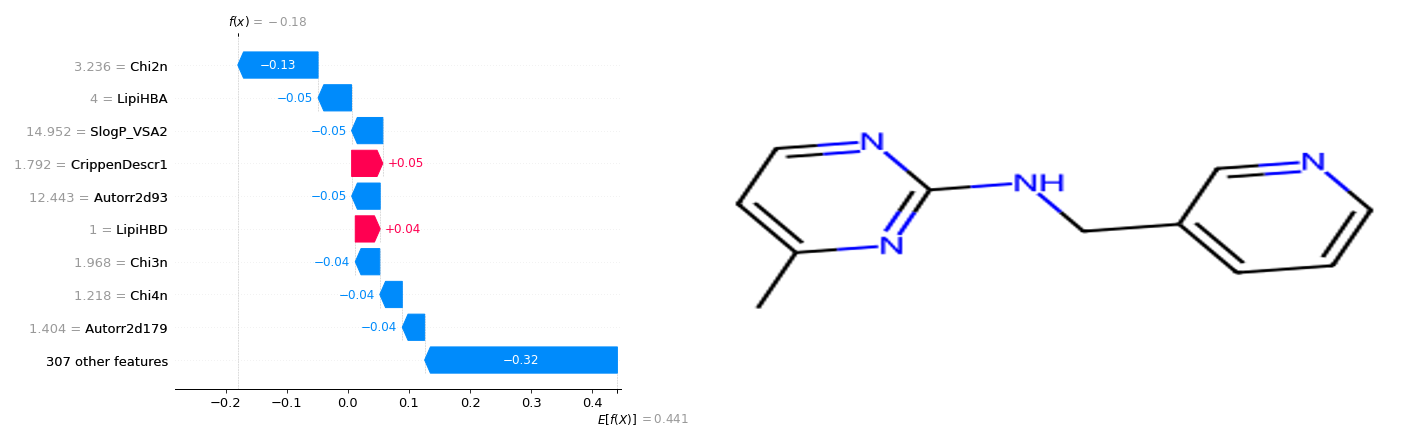 f(x) = −0.18
3.236 = Chi2n
−0.13
4 = LipiHBA
−0.05
14.952 = SlogP_VSA2
−0.05
1.792 = CrippenDescr1
+0.05
12.443 = Autorr2d93
−0.05
1 = LipiHBD
+0.04
1.968 = Chi3n
−0.04
1.218 = Chi4n
−0.04
1.404 = Autorr2d179
−0.04
307 other features
−0.32
−0.2 −0.1 0.0 0.1 0.2 0.3 0.4
E[f(X)] = 0.441
N
N
NH
N